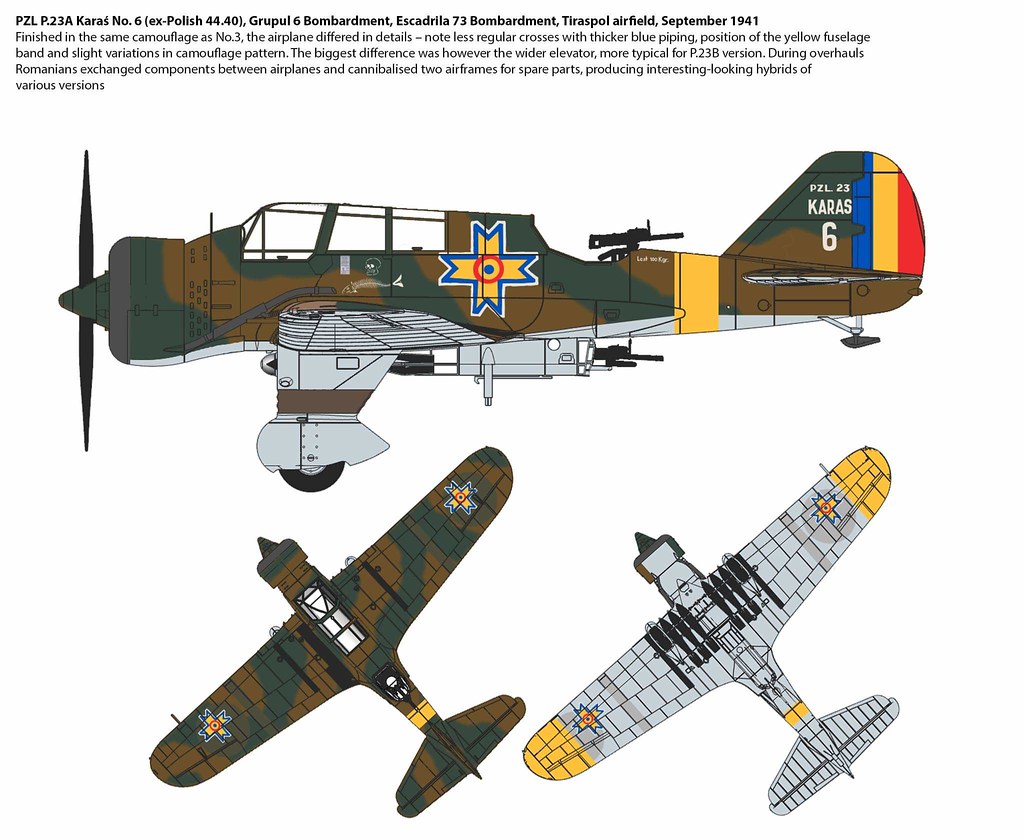 PZL P.23A Karaś No. 6 (ex-Polish 44.40), Grupul 6 Bombardment, Escadrila 73 Bombardment, Tiraspol airfield, September 1941
Finished in the same camouflage as No.3, the airplane differed in details – note less regular crosses with thicker blue piping, position of the yellow fuselage
band and slight variations in camouflage pattern. The biggest difference was however the wider elevator, more typical for P.23B version. During overhauls
Romanians exchanged components between airplanes and cannibalised two airframes for spare parts, producing interesting-looking hybrids of
various versions
PZL. 23
KARAS
6
Lest 100 Kgr.